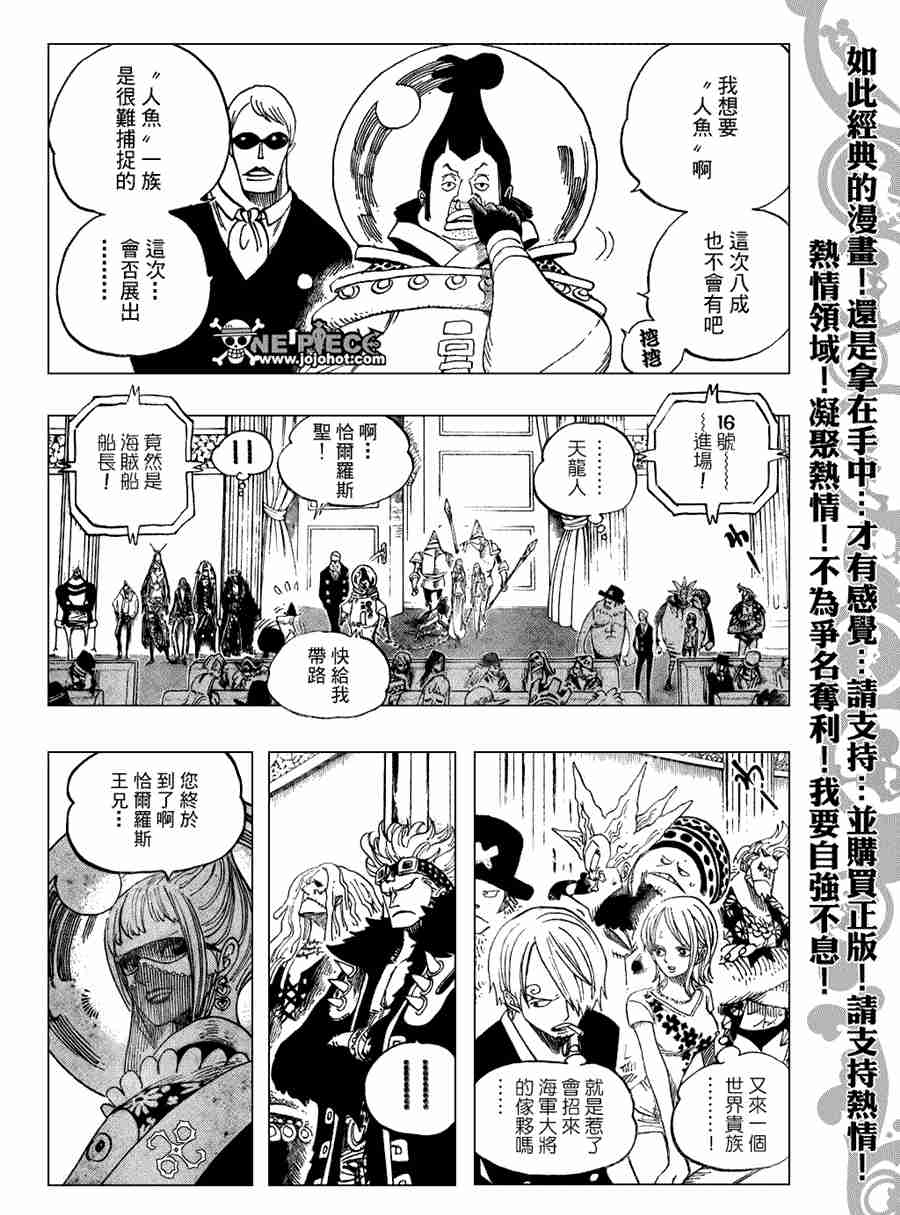 我想要
〝人魚〞啊
這次八成
也不會有吧
挖挖
〝人魚〞一族
是很難捕捉的
這次…
會否展出
………
ONE PIECE
www.jojohot.com
16號~
~進場！
……
天龍人
啊…
恰爾羅斯
聖！
快給我
帶路
!!
竟然是
海賊船
船長！
又來一個
世界貴族
……！
就是惹了
會招來
海軍大將
的傢夥嗎
……
………
您終於
到了啊
恰爾羅斯
王兄…
如此經典的漫畫！還是拿在手中…才有感覺…請支持…並購買正版！請支持熱情！
熱情領域！凝聚熱情！不為爭名奪利！我要自強不息！